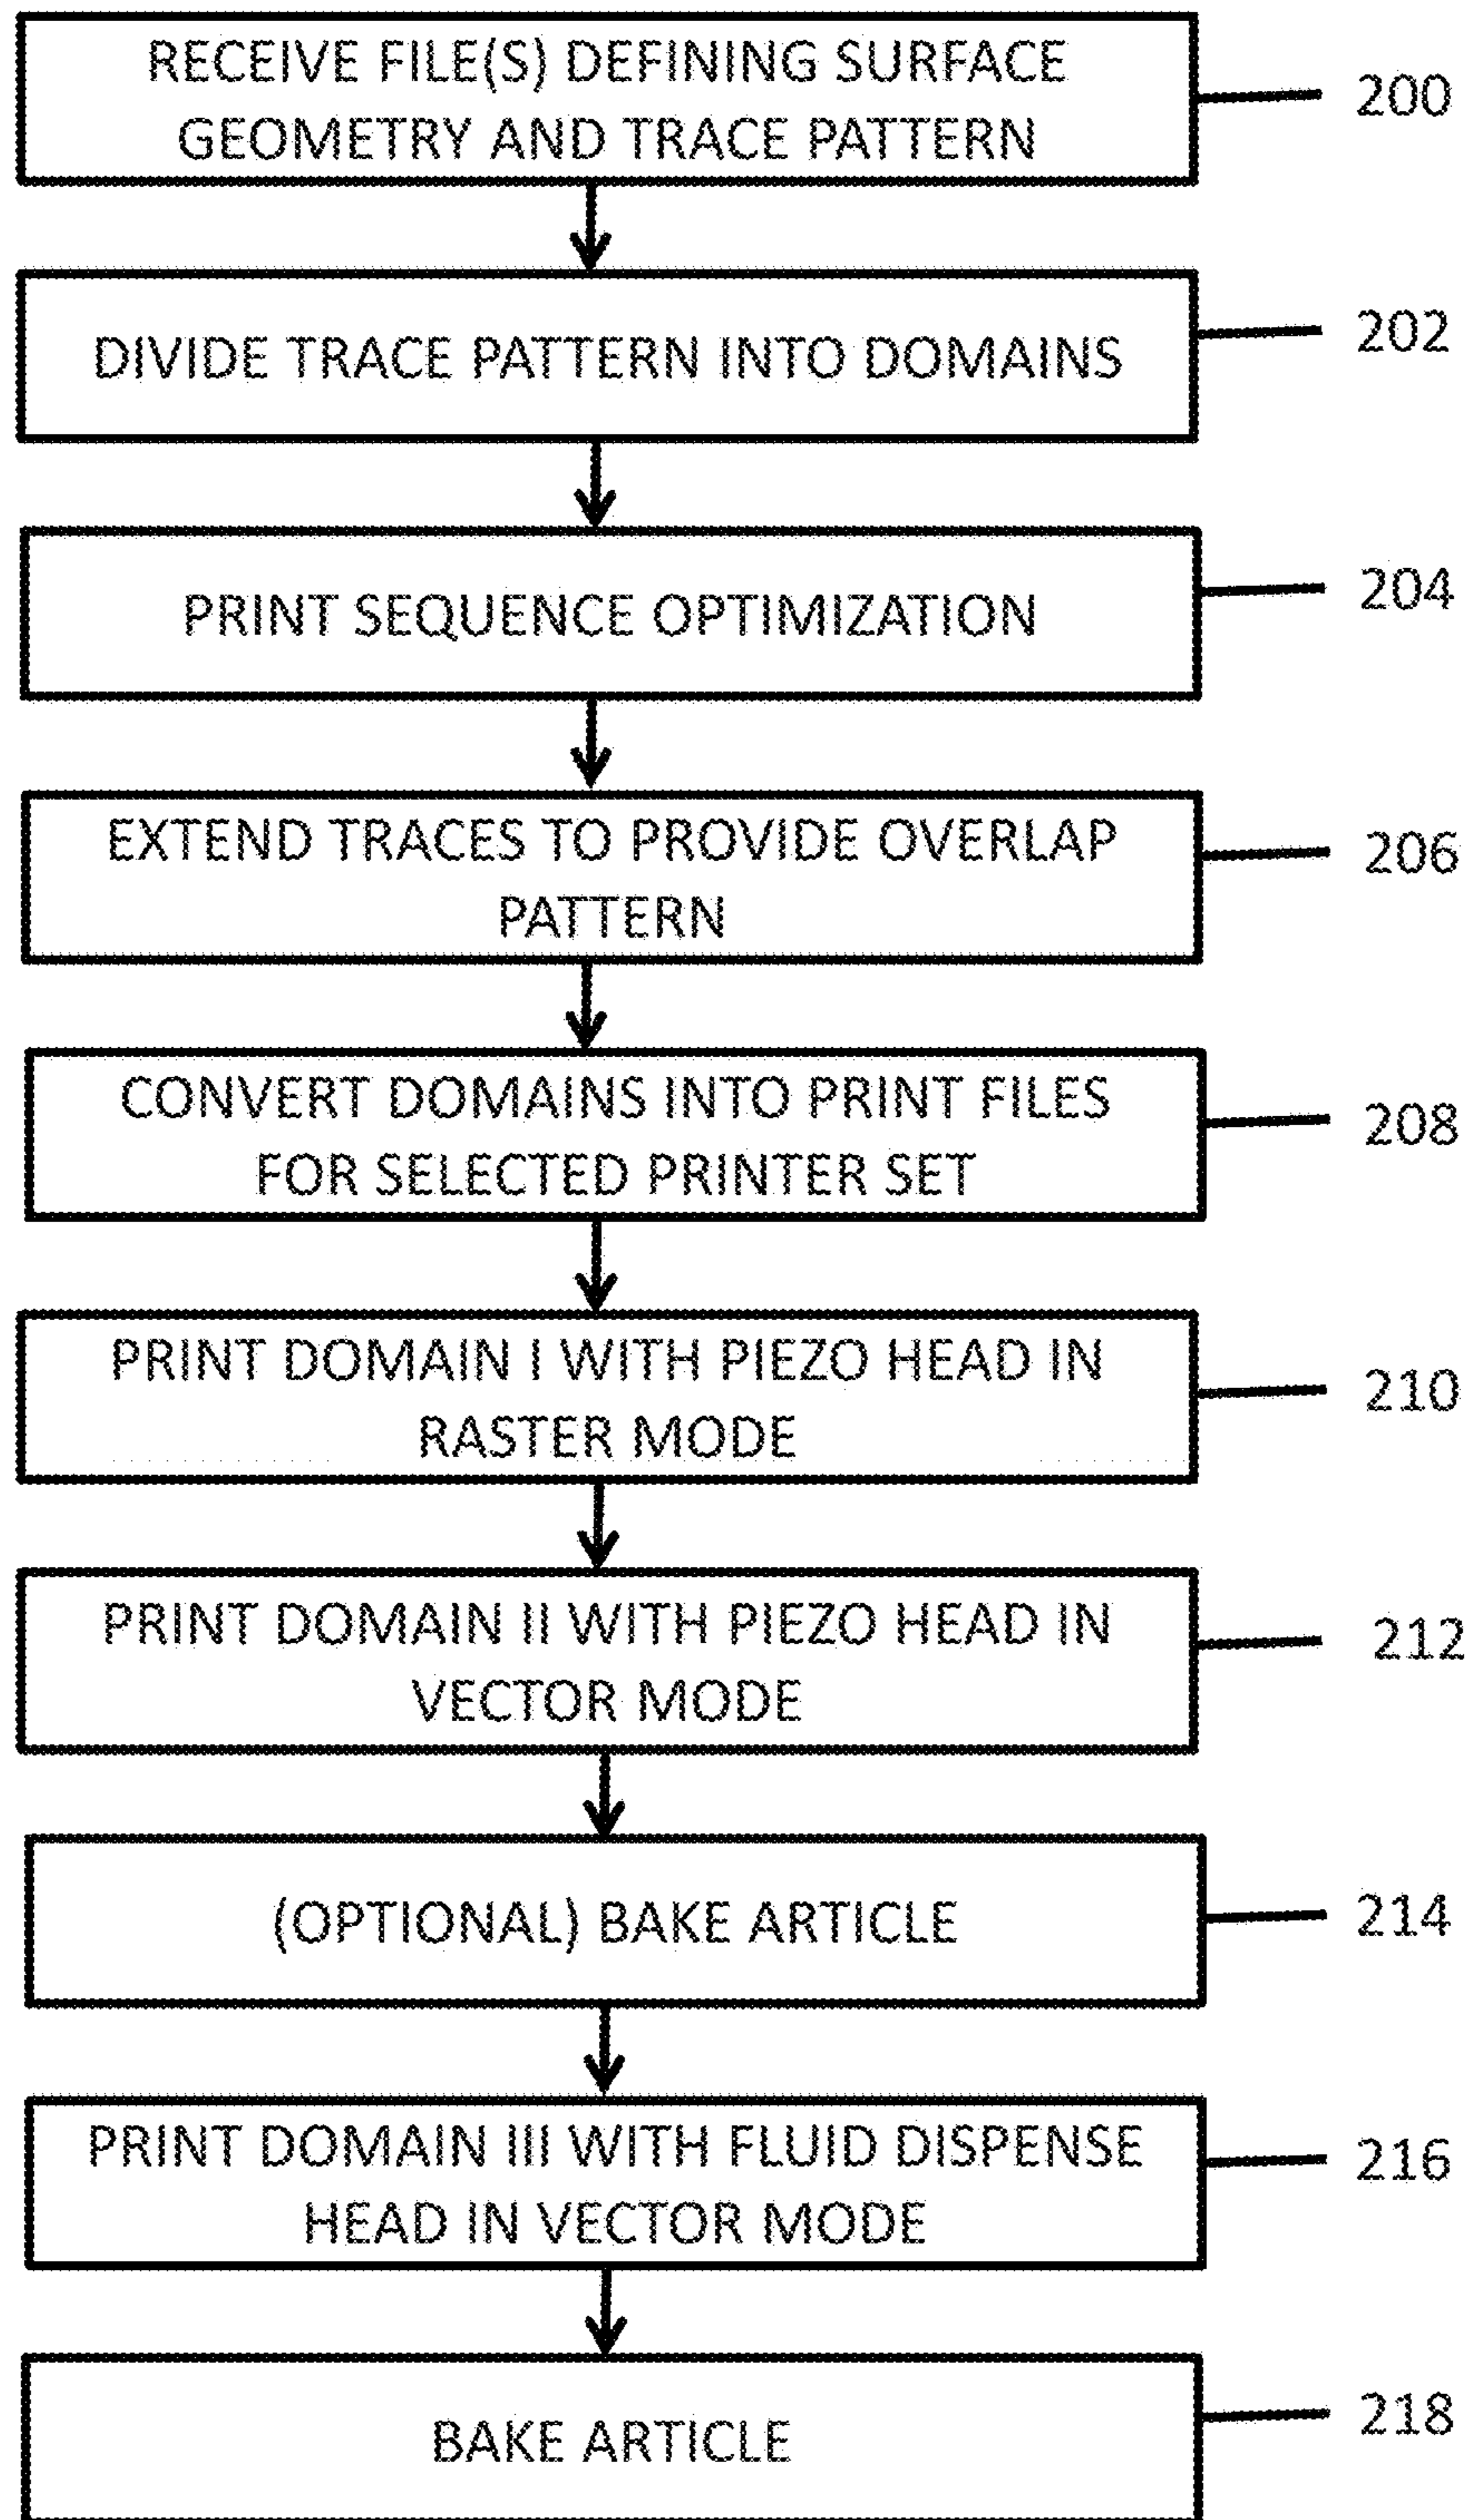 RECEIVE FILE(S) DEFINING SURFACE
GEOMETRY AND TRACE PATTERN
200
DIVIDE TRACE PATTERN INTO DOMAINS
202
PRINT SEQUENCE OPTIMIZATION
204
EXTEND TRACES TO PROVIDE OVERLAP
PATTERN
206
CONVERT DOMAINS INTO PRINT FILES
FOR SELECTED PRINTER SET
208
PRINT DOMAIN I WITH PIEZO HEAD IN
RASTER MODE
210
PRINT DOMAIN II WITH PIEZO HEAD IN
VECTOR MODE
212
(OPTIONAL) BAKE ARTICLE
214
PRINT DOMAIN III WITH FLUID DISPENSE
HEAD IN VECTOR MODE
216
BAKE ARTICLE
218